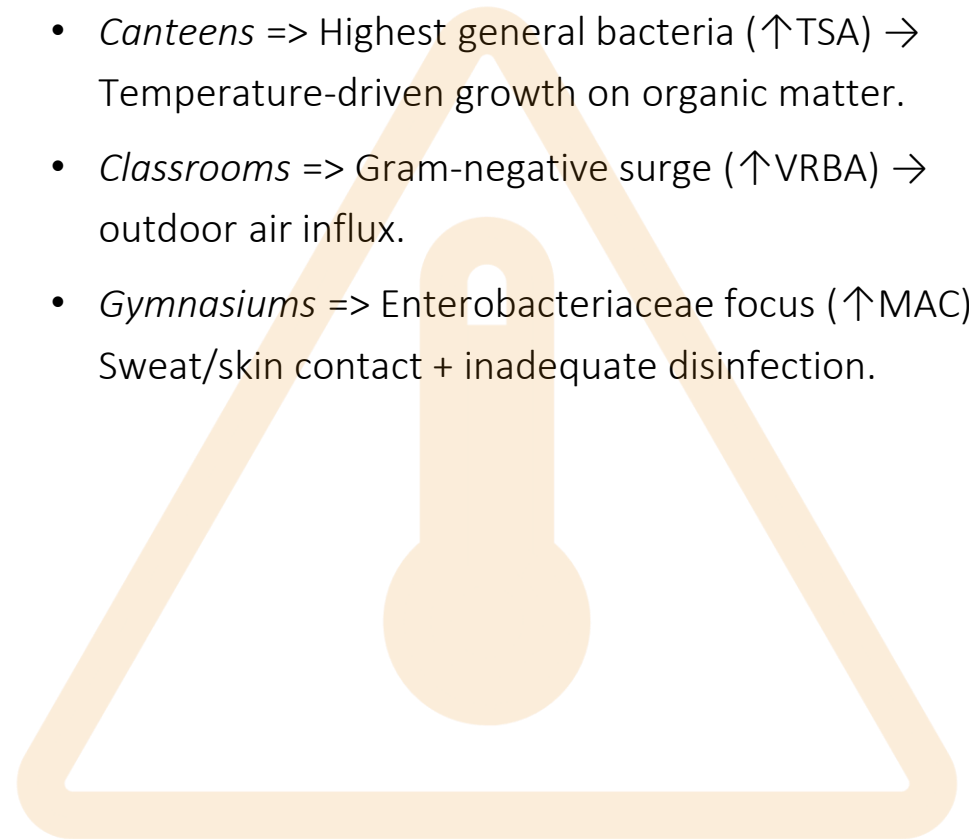 • Canteens => Highest general bacteria (↑TSA) →
Temperature-driven growth on organic matter.
• Classrooms => Gram-negative surge (↑VRBA) →
outdoor air influx.
• Gymnasiums => Enterobacteriaceae focus (↑MAC)
Sweat/skin contact + inadequate disinfection.